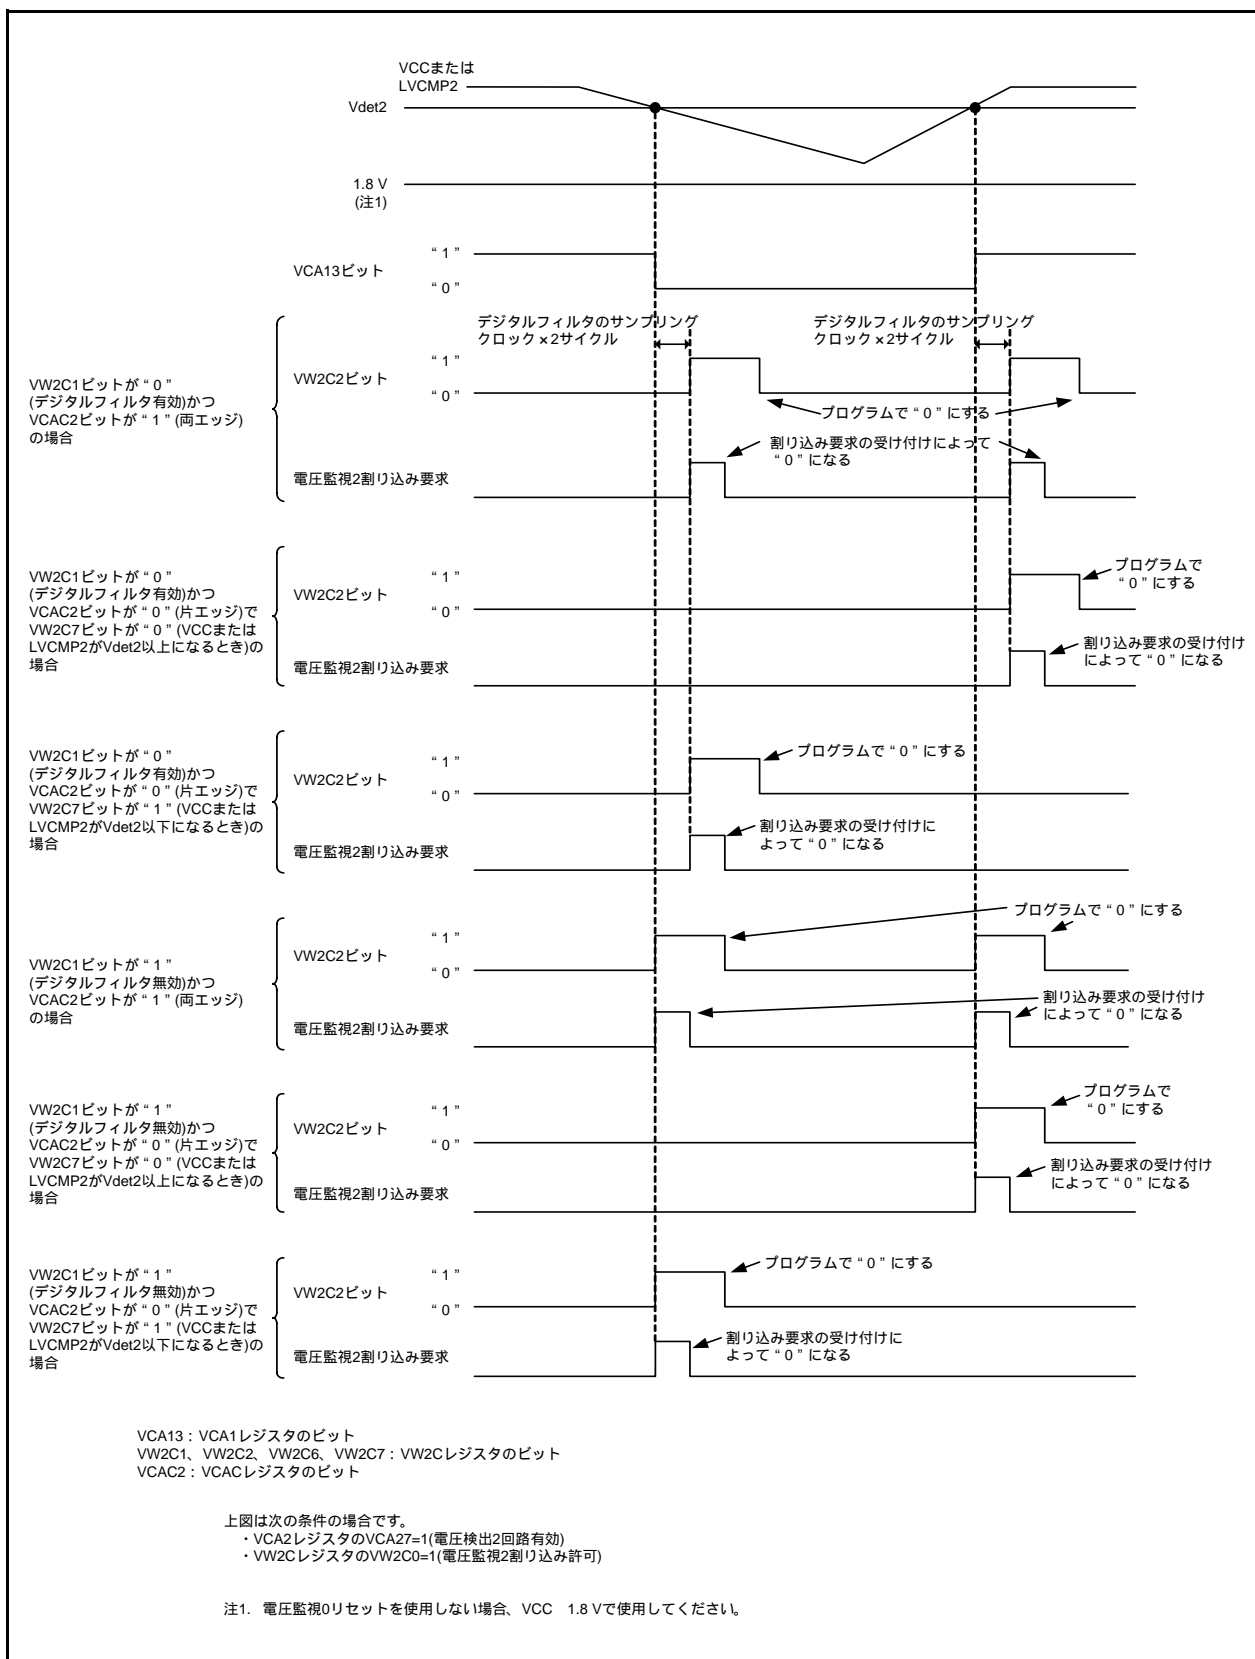 VCCまたは
LVCMP2
Vdet2
1.8 V
(注1)
VCA13ビット
“ 1 ”
“ 0 ”
デジタルフィルタのサンプリング
クロック×2サイクル
デジタルフィルタのサンプリング
クロック×2サイクル
VW2C1ビットが “ 0 ”
(デジタルフィルタ有効)かつ
VCAC2ビットが “ 1 ” (両エッジ)
の場合
VW2C2ビット
“ 1 ”
“ 0 ”
プログラムで “ 0 ” にする
割り込み要求の受け付けによって
“ 0 ” になる
電圧監視2割り込み要求
VW2C1ビットが “ 0 ”
(デジタルフィルタ有効)かつ
VCAC2ビットが “ 0 ” (片エッジ)で
VW2C7ビットが “ 0 ” (VCCまたは
LVCMP2がVdet2以上になるとき)の
場合
VW2C2ビット
“ 1 ”
“ 0 ”
プログラムで
“ 0 ” にする
電圧監視2割り込み要求
割り込み要求の受け付け
によって “ 0 ” になる
VW2C1ビットが “ 0 ”
(デジタルフィルタ有効)かつ
VCAC2ビットが “ 0 ” (片エッジ)で
VW2C7ビットが “ 1 ” (VCCまたは
LVCMP2がVdet2以下になるとき)の
場合
VW2C2ビット
“ 1 ”
“ 0 ”
プログラムで “ 0 ” にする
電圧監視2割り込み要求
割り込み要求の受け付けに
よって “ 0 ” になる
VW2C1ビットが “ 1 ”
(デジタルフィルタ無効)かつ
VCAC2ビットが “ 1 ” (両エッジ)
の場合
VW2C2ビット
“ 1 ”
“ 0 ”
プログラムで “ 0 ” にする
電圧監視2割り込み要求
割り込み要求の受け付け
によって “ 0 ” になる
VW2C1ビットが “ 1 ”
(デジタルフィルタ無効)かつ
VCAC2ビットが “ 0 ” (片エッジ)で
VW2C7ビットが “ 0 ” (VCCまたは
LVCMP2がVdet2以上になるとき)の
場合
VW2C2ビット
“ 1 ”
“ 0 ”
プログラムで
“ 0 ” にする
電圧監視2割り込み要求
割り込み要求の受け付け
によって “ 0 ” になる
VW2C1ビットが “ 1 ”
(デジタルフィルタ無効)かつ
VCAC2ビットが “ 0 ” (片エッジ)で
VW2C7ビットが “ 1 ” (VCCまたは
LVCMP2がVdet2以下になるとき)の
場合
VW2C2ビット
“ 1 ”
“ 0 ”
プログラムで “ 0 ” にする
電圧監視2割り込み要求
割り込み要求の受け付けに
よって “ 0 ” になる
VCA13：VCA1レジスタのビット
VW2C1、VW2C2、VW2C6、VW2C7：VW2Cレジスタのビット
VCAC2：VCACレジスタのビット
上図は次の条件の場合です。
・VCA2レジスタのVCA27=1(電圧検出2回路有効)
・VW2CレジスタのVW2C0=1(電圧監視2割り込み許可)
注1. 電圧監視0リセットを使用しない場合、VCC　1.8 Vで使用してください。